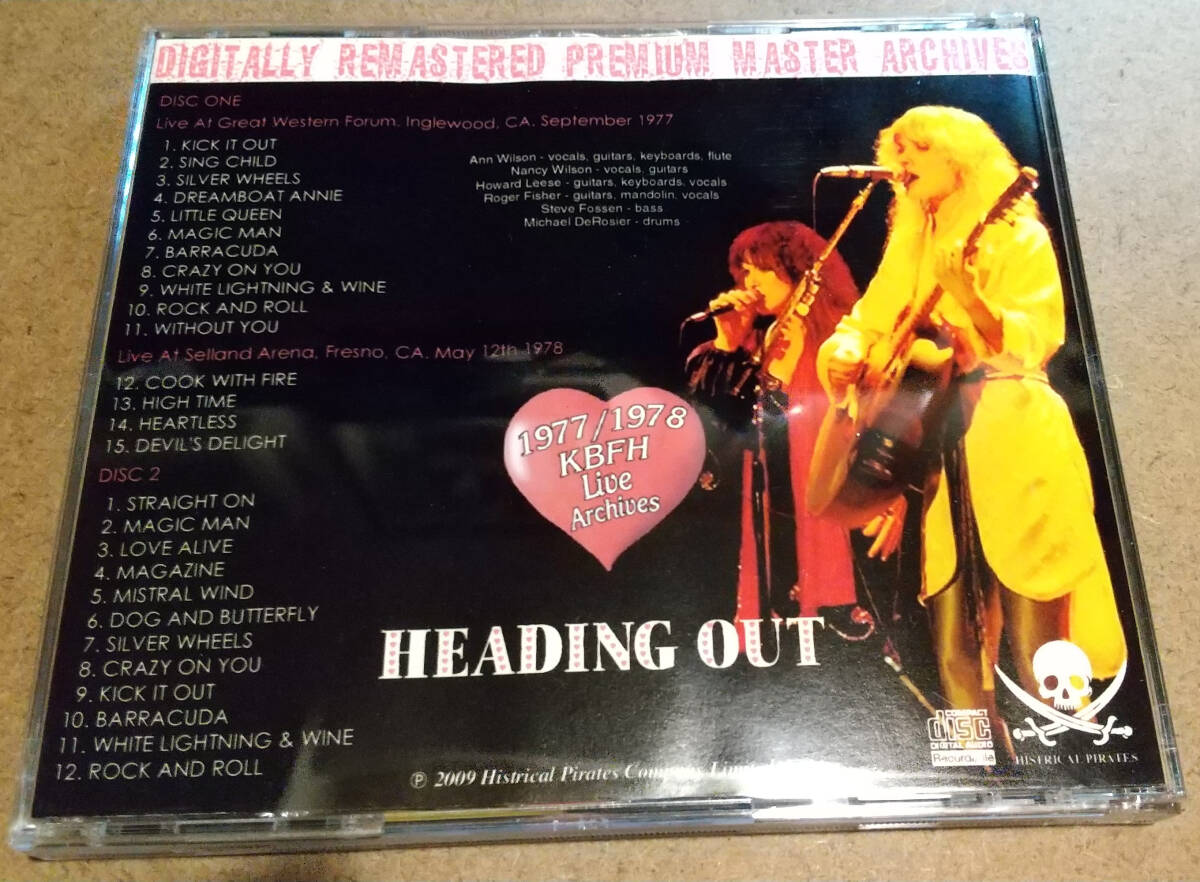 DIGITALLY REMASTERED PREMIUM MASTER ARCHIVES
DISC ONE
Live At Great Western Forum, Inglewood, CA. September 1977
1. KICK IT OUT
2. SING CHILD
3. SILVER WHEELS
4. DREAMBOAT ANNIE
5. LITTLE QUEEN
6. MAGIC MAN
7. BARRACUDA
8. CRAZY ON YOU
9. WHITE LIGHTNING & WINE
10. ROCK AND ROLL
11. WITHOUT YOU
Ann Wilson - vocals, guitars, keyboards, flute
Nancy Wilson - vocals, guitars
Howard Leese - guitars, keyboards, vocals
Roger Fisher - guitars, mandolin, vocals
Steve Fossen - bass
Michael DeRosier - drums
Live At Selland Arena, Fresno, CA. May 12th 1978
12. COOK WITH FIRE
13. HIGH TIME
14. HEARTLESS
15. DEVIL'S DELIGHT
DISC 2
1. STRAIGHT ON
2. MAGIC MAN
3. LOVE ALIVE
4. MAGAZINE
5. MISTRAL WIND
6. DOG AND BUTTERFLY
7. SILVER WHEELS
8. CRAZY ON YOU
9. KICK IT OUT
10. BARRACUDA
11. WHITE LIGHTNING & WINE
12. ROCK AND ROLL
1977/1978
KBFH
Live
Archives
HEADING OUT
COMPACT
disc
DIGITAL AUDIO
Recordable
HISTRICAL PIRATES
℗ 2009 Histrical Pirates Company